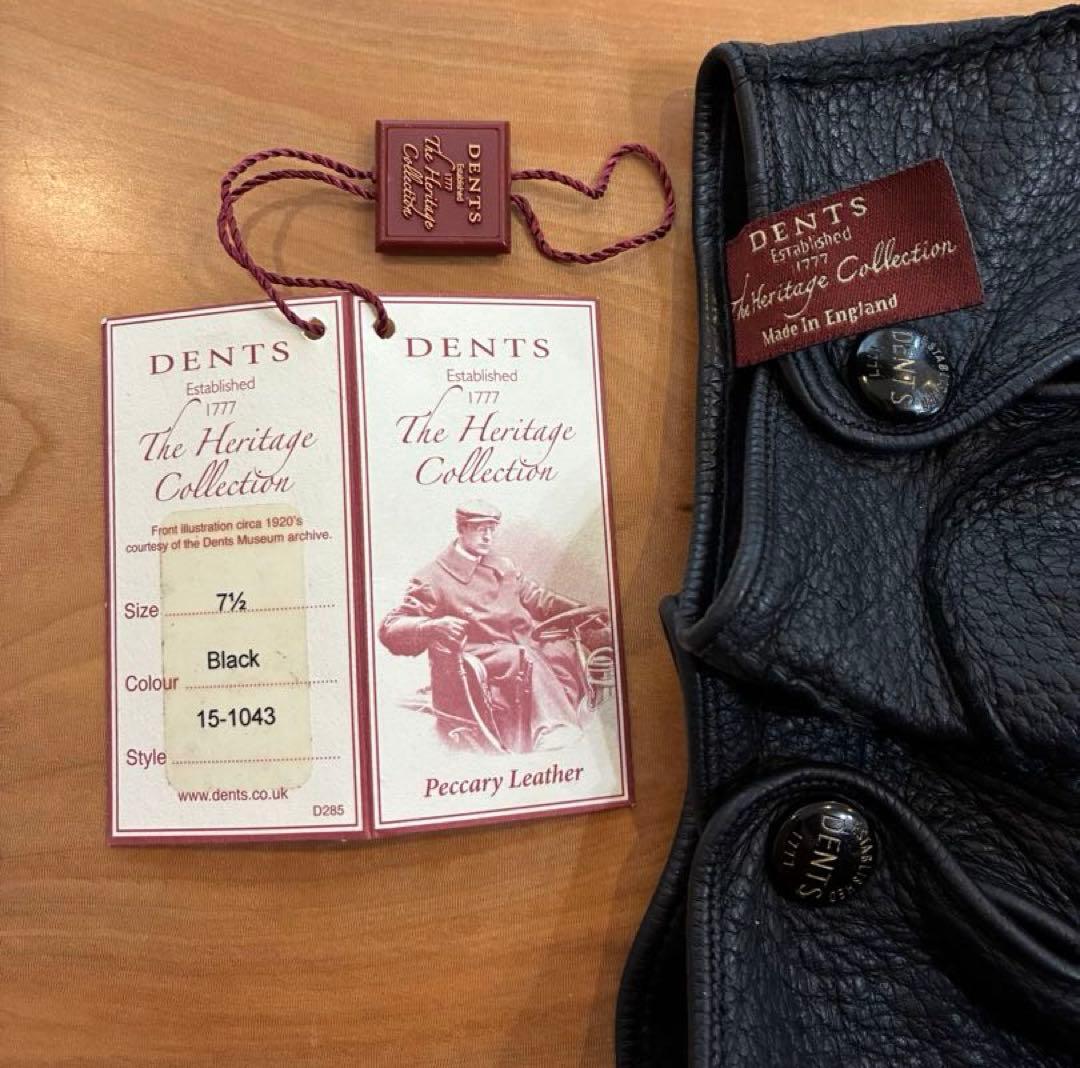 DENTS
Established
1777
The Heritage
Collection
DENTS
Established
1777
The Heritage Collection
Made In England
DENTS
Established
1777
The Heritage
Collection
Front illustration circa 1920's
courtesy of the Dents Museum archive.
Size 7½
Black
Colour
15-1043
Style
www.dents.co.uk
D285
DENTS
Established
1777
The Heritage
Collection
Peccary Leather
DENTS
1777
ESTABLISHED
DENTS
1777